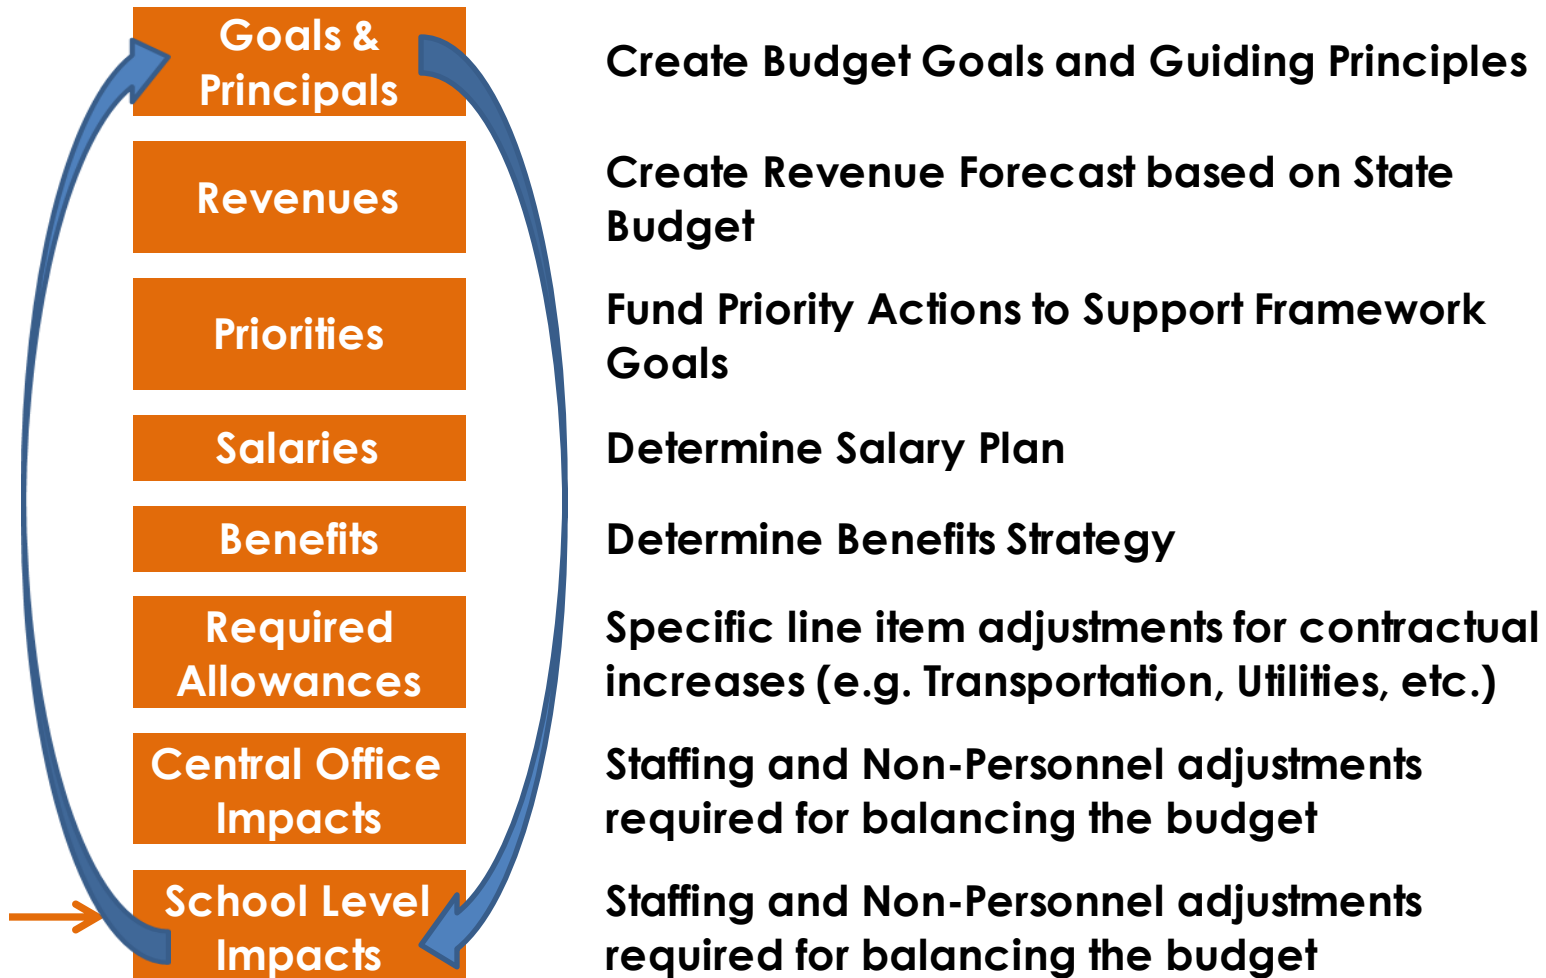 Goals &
Principals
Create Budget Goals and Guiding Principles
Revenues
Create Revenue Forecast based on State
Budget
Priorities
Fund Priority Actions to Support Framework
Goals
Salaries
Determine Salary Plan
Benefits
Determine Benefits Strategy
Required
Allowances
Specific line item adjustments for contractual
increases (e.g. Transportation, Utilities, etc.)
Central Office
Impacts
Staffing and Non-Personnel adjustments
required for balancing the budget
School Level
Impacts
Staffing and Non-Personnel adjustments
required for balancing the budget